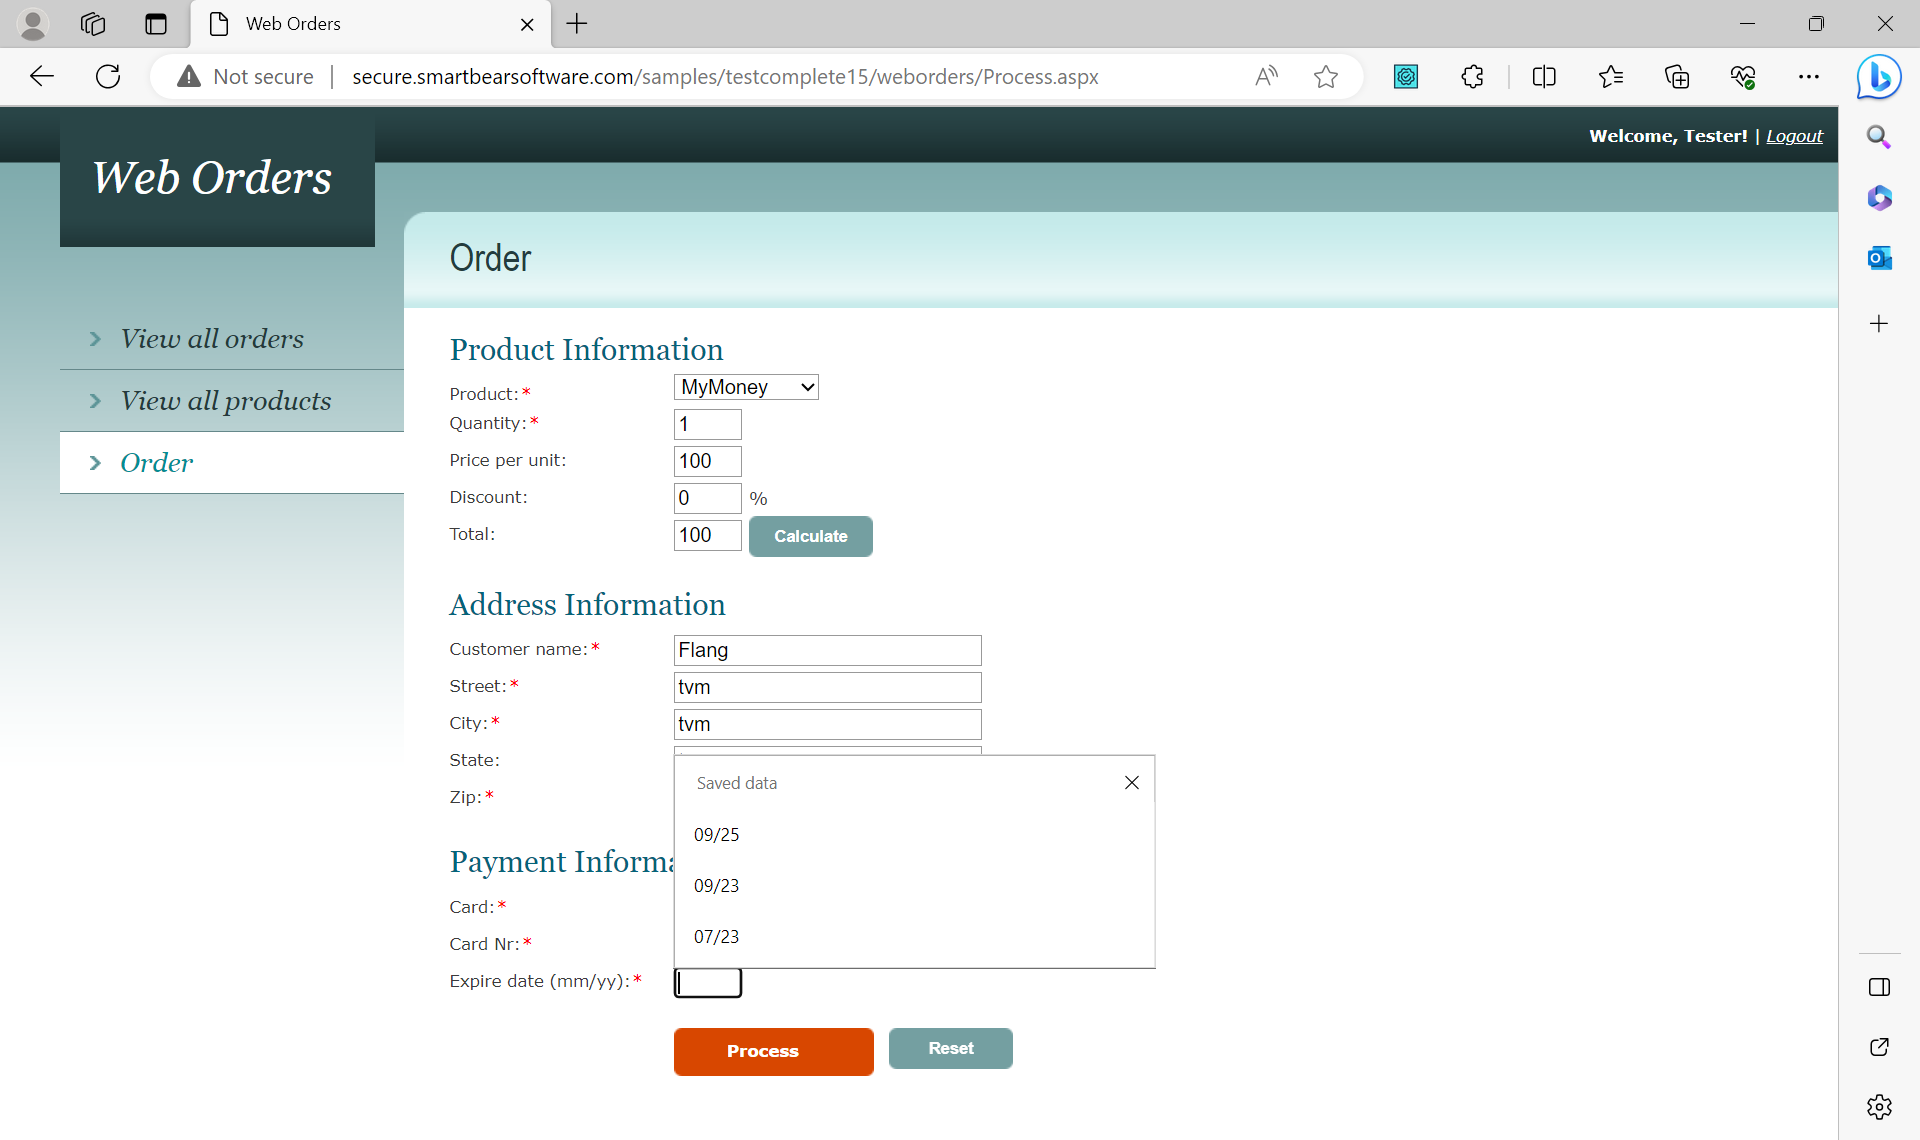 Web Orders
Not secure | secure.smartbearsoftware.com/samples/testcomplete15/weborders/Process.aspx
Welcome, Tester! | Logout
Web Orders
Order
View all orders
View all products
Order
Product Information
Product:* MyMoney
Quantity:* 1
Price per unit: 100
Discount: 0 %
Total: 100 Calculate
Address Information
Customer name:* Flang
Street:* tvm
City:* tvm
State:
Zip:*
Saved data
09/25
09/23
07/23
Payment Informa
Card:*
Card Nr:*
Expire date (mm/yy):*
Process Reset